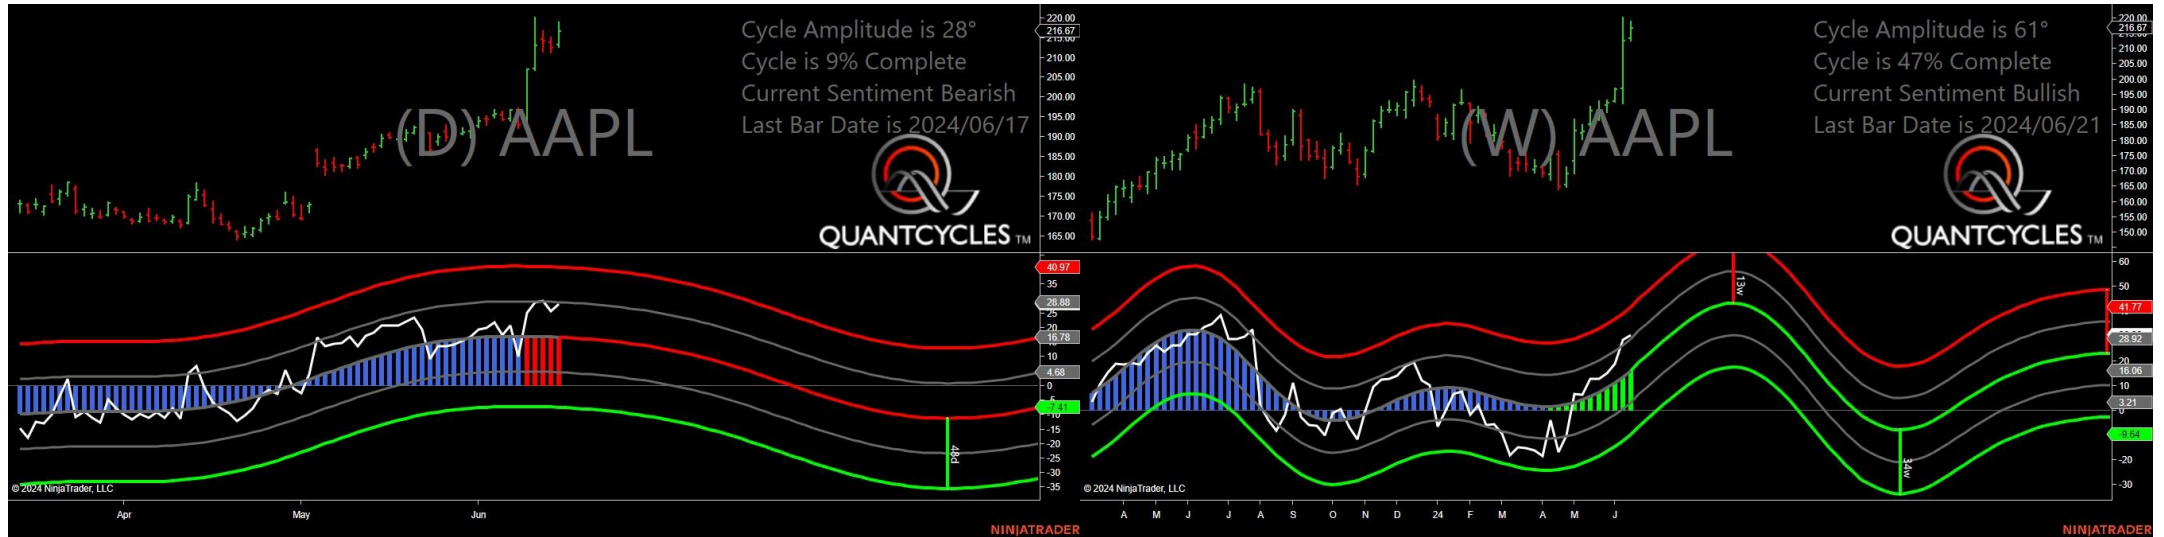 Cycle Amplitude is 28°
Cycle is 9% Complete
Current Sentiment Bearish
Last Bar Date is 2024/06/17
(D) AAPL
QUANTCYCLES TM
220.00
216.67
210.00
205.00
200.00
195.00
190.00
185.00
180.00
175.00
170.00
165.00
40.97
35
28.88
25
20
16.78
10
4.68
0
-7.41
-10
-15
-20
-25
-30
-35
48d
© 2024 NinjaTrader, LLC
Apr May Jun
NINJATRADER
Cycle Amplitude is 61°
Cycle is 47% Complete
Current Sentiment Bullish
Last Bar Date is 2024/06/21
(W) AAPL
QUANTCYCLES TM
220.00
216.67
210.00
205.00
200.00
195.00
190.00
185.00
180.00
175.00
170.00
165.00
160.00
155.00
150.00
60
50
41.77
28.92
20
16.06
10
3.21
0
-9.64
-20
-30
13w
34w
© 2024 NinjaTrader, LLC
A M J J A S O N D 24 F M A M J
NINJATRADER